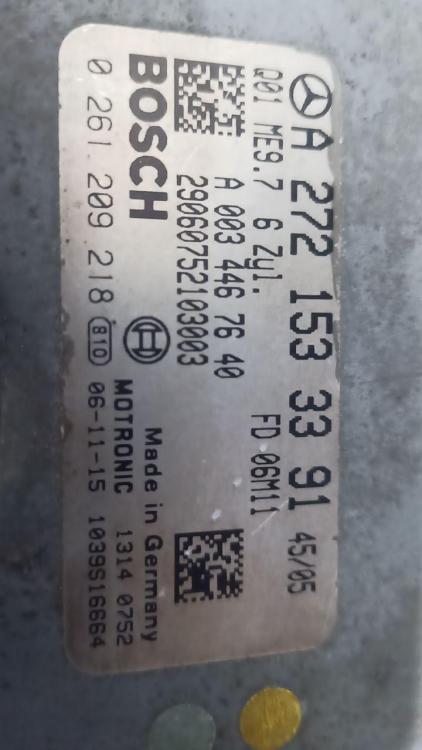 A 272 153 33 91 45/05
Q01 ME9.7 6 Zyl. FD 06M11
A 003 446 76 40
29060752103003
BOSCH
Made in Germany
MOTRONIC 1314 0752
0 261 209 218 810 06-11-15 1039S16664